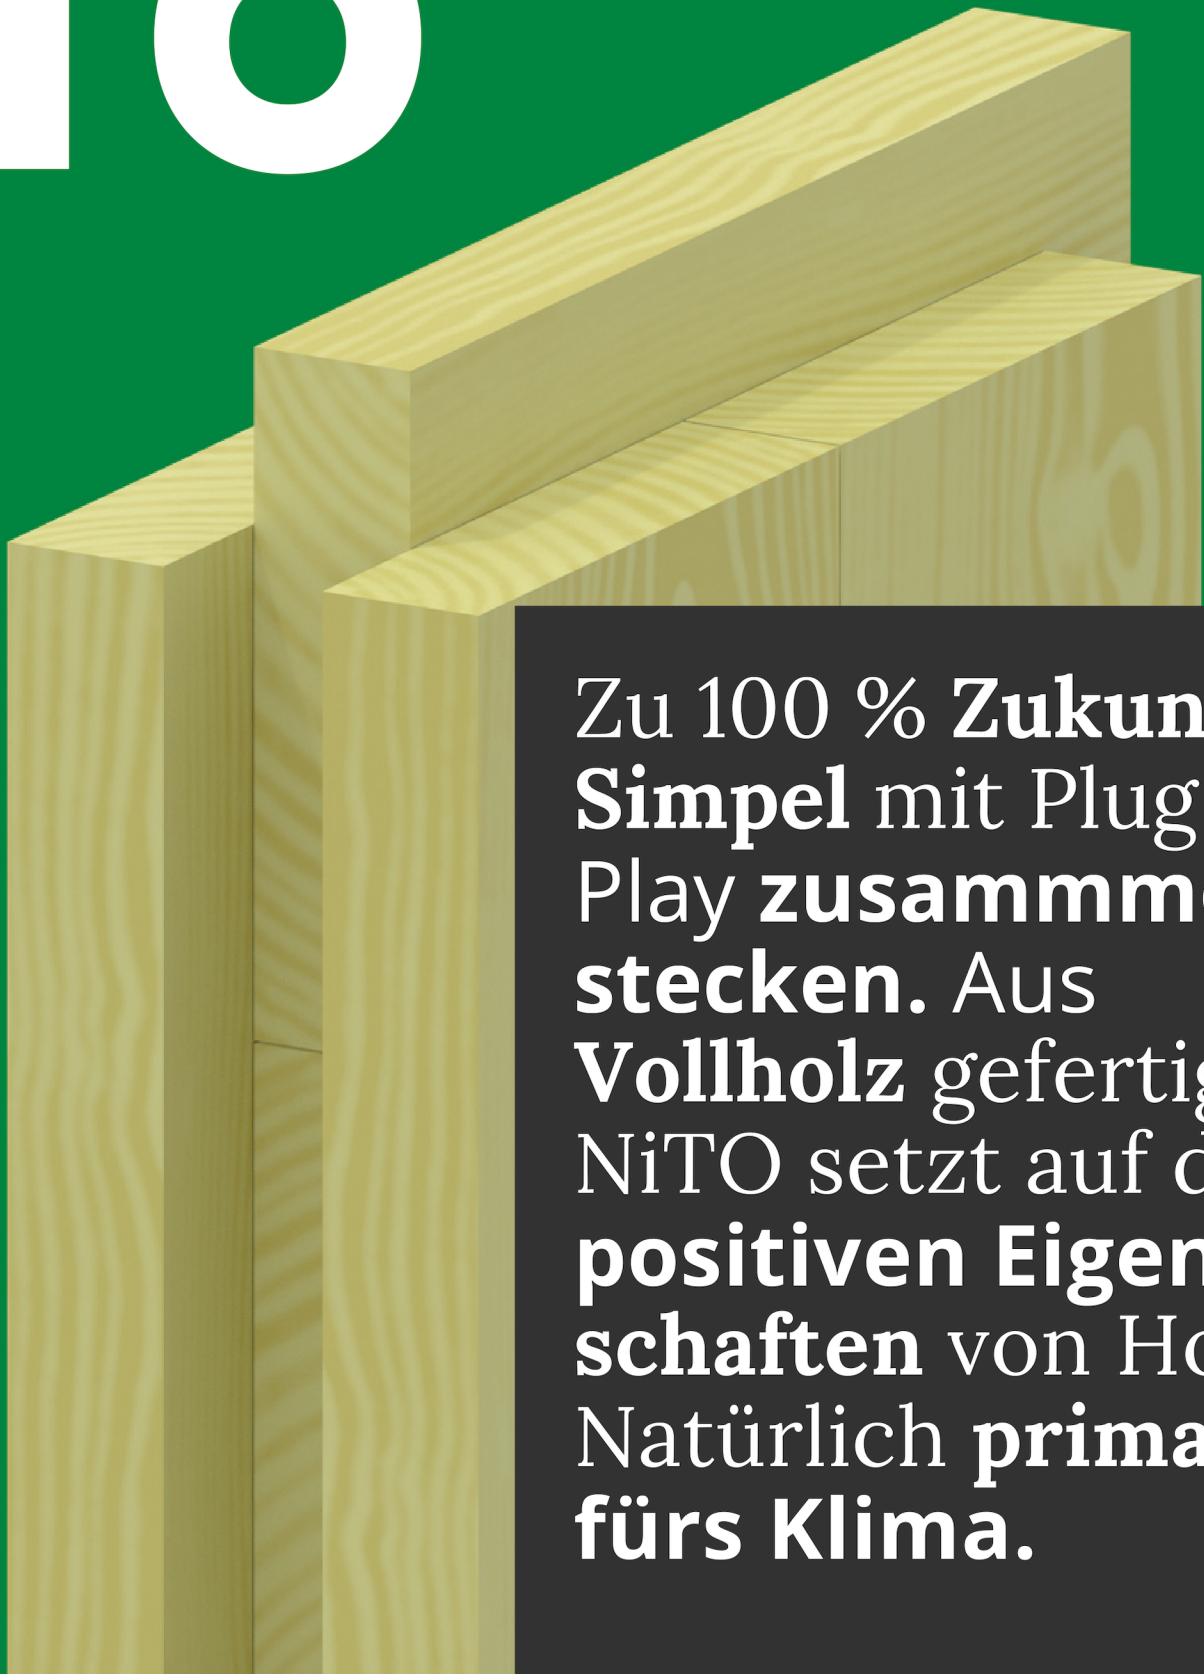 Zu 100 % Zukun
Simpel mit Plug
Play zusammm
stecken. Aus
Vollholz gefertig
NiTO setzt auf d
positiven Eigen
schaften von Ho
Natürlich prima
fürs Klima.